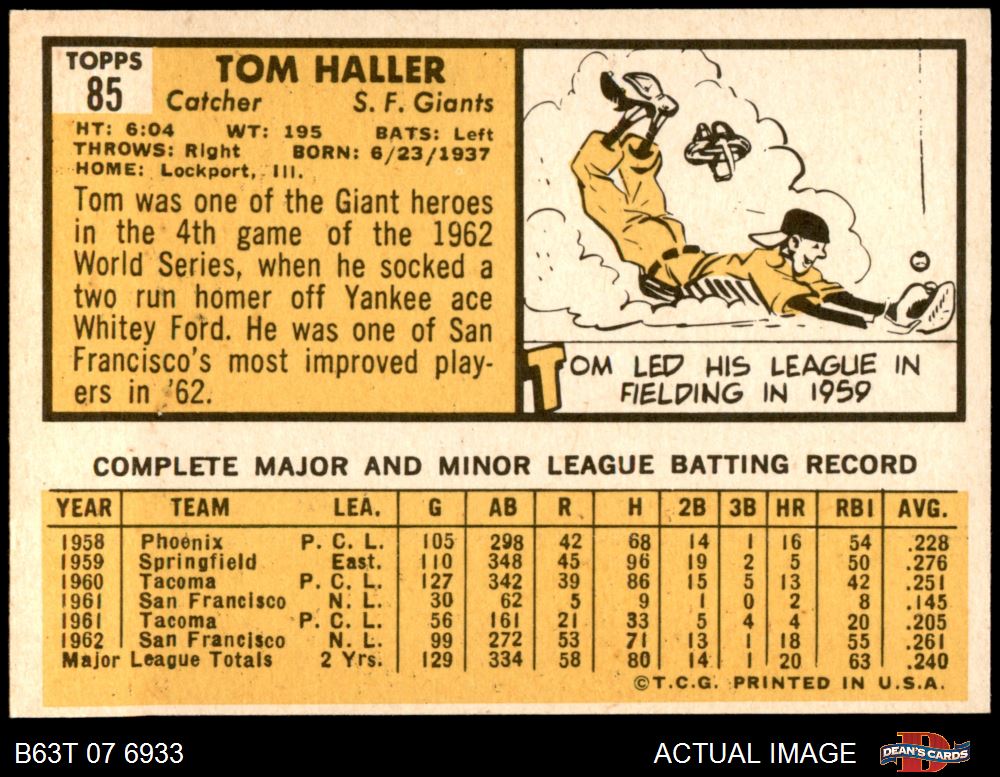 TOPPS
85
TOM HALLER
Catcher S. F. Giants
HT: 6:04 WT: 195 BATS: Left
THROWS: Right BORN: 6/23/1937
HOME: Lockport, Ill.
Tom was one of the Giant heroes
in the 4th game of the 1962
World Series, when he socked a
two run homer off Yankee ace
Whitey Ford. He was one of San
Francisco's most improved play-
ers in '62.
TOM LED HIS LEAGUE IN
FIELDING IN 1959
COMPLETE MAJOR AND MINOR LEAGUE BATTING RECORD
YEAR TEAM LEA. G AB R H 2B 3B HR RBI AVG.
1958 Phoenix P. C. L. 105 298 42 68 14 1 16 54 .228
1959 Springfield East. 110 348 45 96 19 2 5 50 .276
1960 Tacoma P. C. L. 127 342 39 86 15 5 13 42 .251
1961 San Francisco N. L. 30 62 5 9 1 0 2 8 .145
1961 Tacoma P. C. L. 56 161 21 33 5 4 4 20 .205
1962 San Francisco N. L. 99 272 53 71 13 1 18 55 .261
Major League Totals 2 Yrs. 129 334 58 80 14 1 20 63 .240
©T.C.G. PRINTED IN U.S.A.
B63T 07 6933 ACTUAL IMAGE
D
DEAN'S CARDS